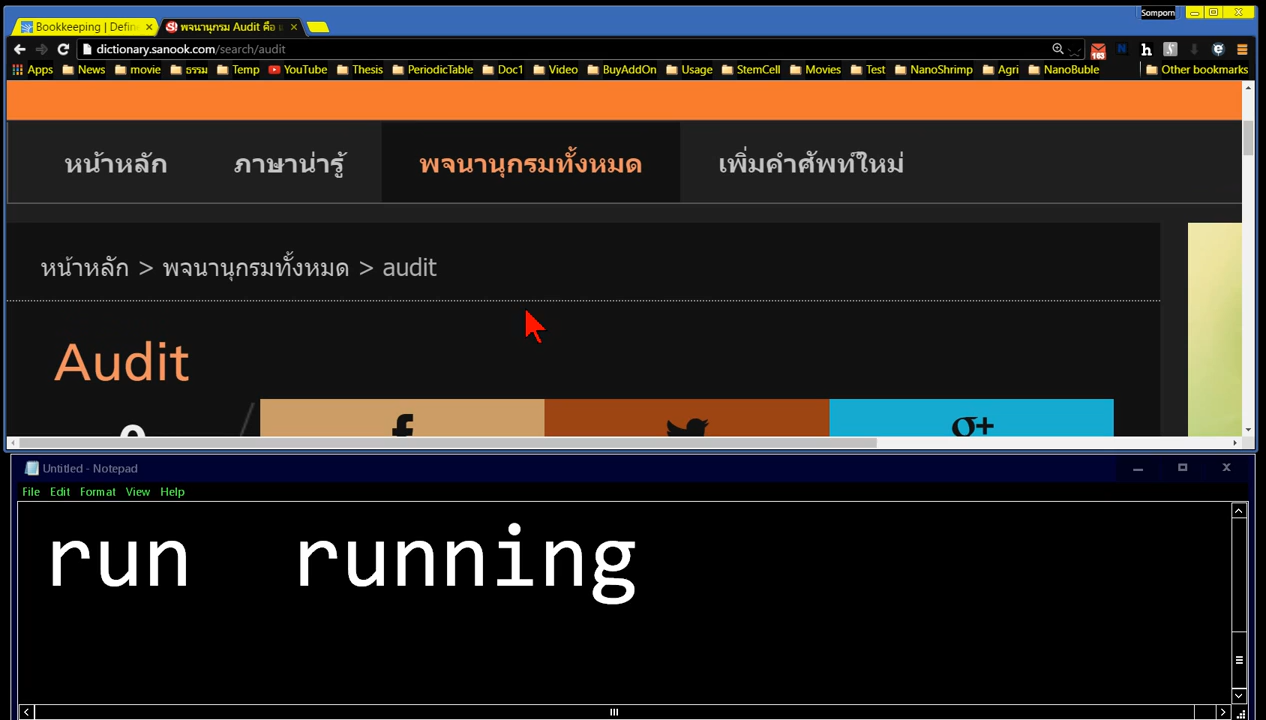 Somporn
Bookkeeping | Defin
พจนานุกรม Audit คือ
dictionary.sanook.com/search/audit
163
Apps News movie ธรรม Temp YouTube Thesis PeriodicTable Doc1 Video BuyAddOn Usage StemCell Movies Test NanoShrimp Agri NanoBuble Other bookmarks
หน้าหลัก ภาษาน่ารู้ พจนานุกรมทั้งหมด เพิ่มคำศัพท์ใหม่
หน้าหลัก > พจนานุกรมทั้งหมด > audit
Audit
g+
Untitled - Notepad
File Edit Format View Help
run running